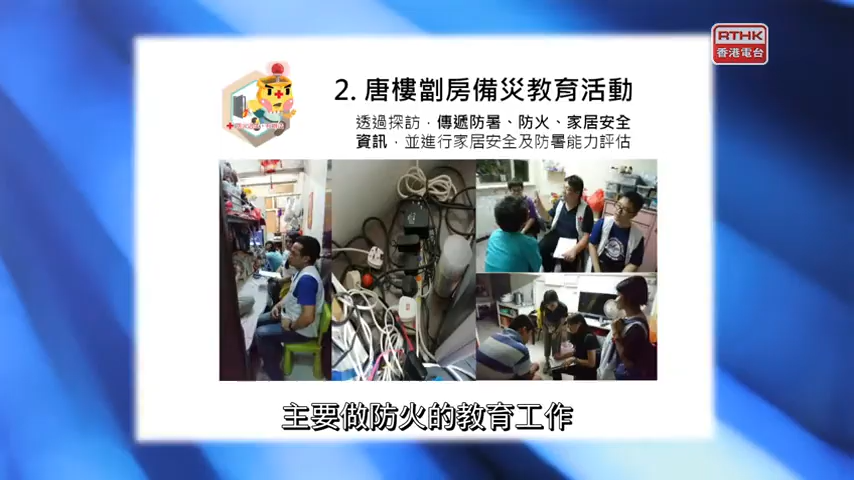 RTHK
香港電台
2. 唐樓劏房備災教育活動
透過探訪，傳遞防署、防火、家居安全
資訊，並進行家居安全及防署能力評估
主要做防火的教育工作